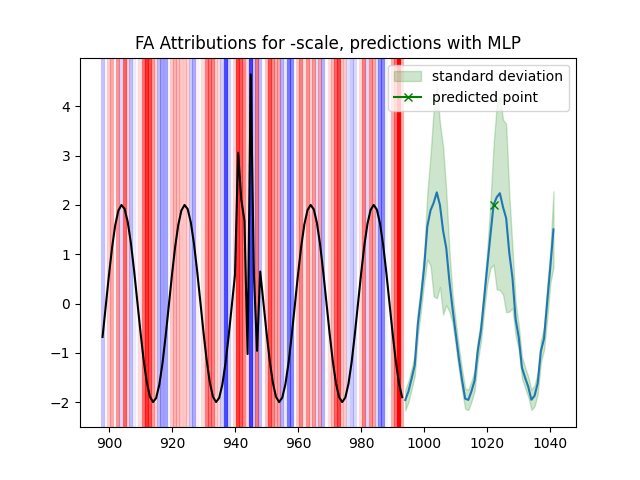 FA Attributions for -scale, predictions with MLP
standard deviation
predicted point
4
3
2
1
0
−1
−2
900 920 940 960 980 1000 1020 1040